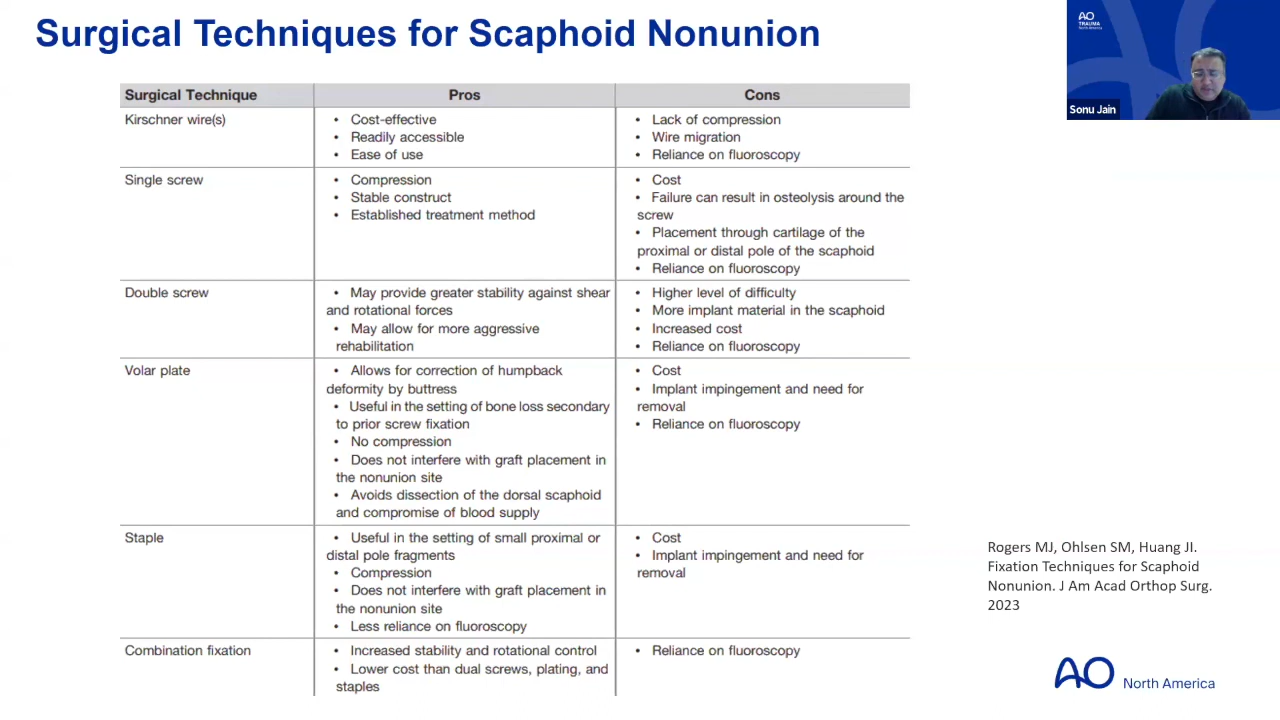 Surgical Techniques for Scaphoid Nonunion
AO
TRAUMA
North America
Sonu Jain
Surgical Technique Pros Cons
Kirschner wire(s)
• Cost-effective
• Readily accessible
• Ease of use
• Lack of compression
• Wire migration
• Reliance on fluoroscopy
Single screw
• Compression
• Stable construct
• Established treatment method
• Cost
• Failure can result in osteolysis around the
screw
• Placement through cartilage of the
proximal or distal pole of the scaphoid
• Reliance on fluoroscopy
Double screw
• May provide greater stability against shear
and rotational forces
• May allow for more aggressive
rehabilitation
• Higher level of difficulty
• More implant material in the scaphoid
• Increased cost
• Reliance on fluoroscopy
Volar plate
• Allows for correction of humpback
deformity by buttress
• Useful in the setting of bone loss secondary
to prior screw fixation
• No compression
• Does not interfere with graft placement in
the nonunion site
• Avoids dissection of the dorsal scaphoid
and compromise of blood supply
• Cost
• Implant impingement and need for
removal
• Reliance on fluoroscopy
Staple
• Useful in the setting of small proximal or
distal pole fragments
• Compression
• Does not interfere with graft placement in
the nonunion site
• Less reliance on fluoroscopy
• Cost
• Implant impingement and need for
removal
Combination fixation
• Increased stability and rotational control
• Lower cost than dual screws, plating, and
staples
• Reliance on fluoroscopy
Rogers MJ, Ohlsen SM, Huang JI.
Fixation Techniques for Scaphoid
Nonunion. J Am Acad Orthop Surg.
2023
AO North America